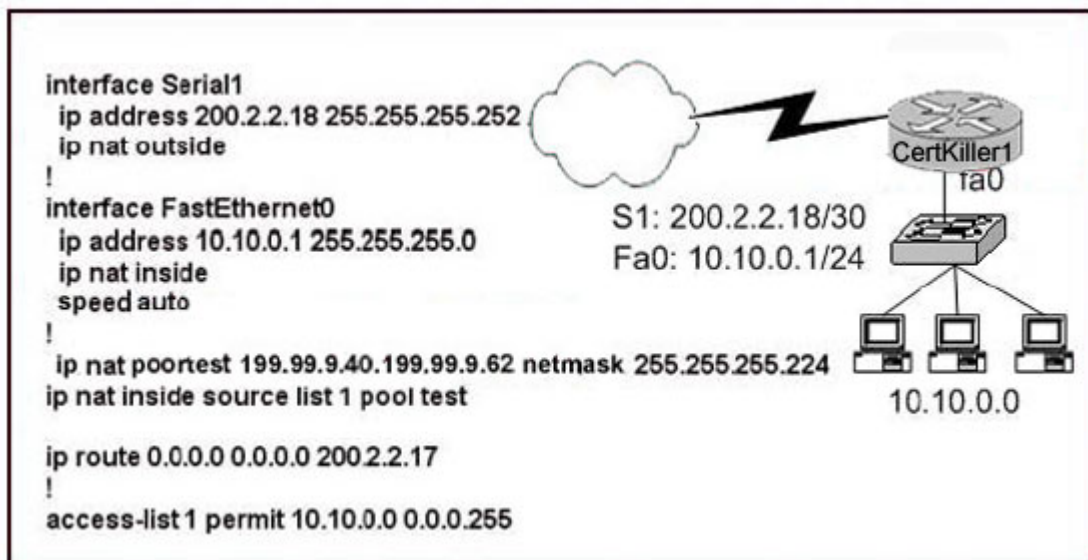 interface Serial1
ip address 200.2.2.18 255.255.255.252
ip nat outside
!
interface FastEthernet0
ip address 10.10.0.1 255.255.255.0
ip nat inside
speed auto
!
ip nat poortest 199.99.9.40.199.99.9.62 netmask 255.255.255.224
ip nat inside source list 1 pool test
ip route 0.0.0.0 0.0.0.0 200.2.2.17
!
access-list 1 permit 10.10.0.0 0.0.0.255
CertKiller1
fa0
S1: 200.2.2.18/30
Fa0: 10.10.0.1/24
10.10.0.0